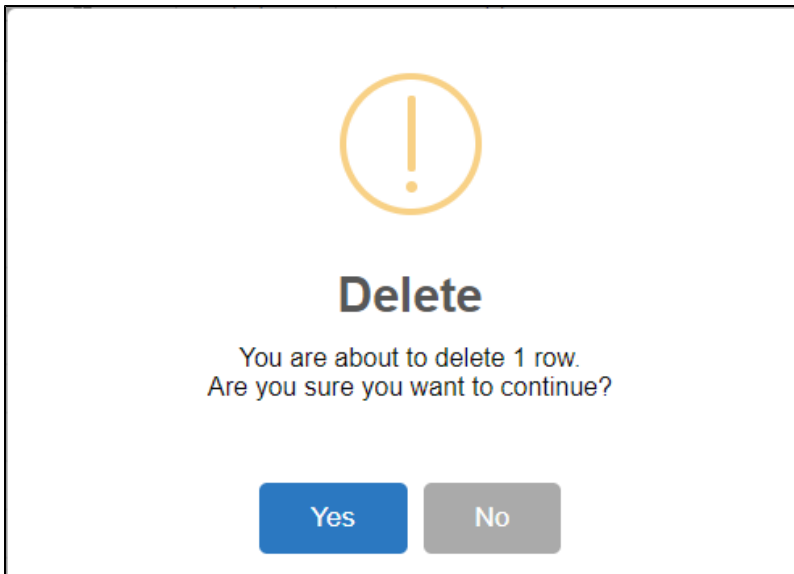 Delete
You are about to delete 1 row.
Are you sure you want to continue?
Yes
No